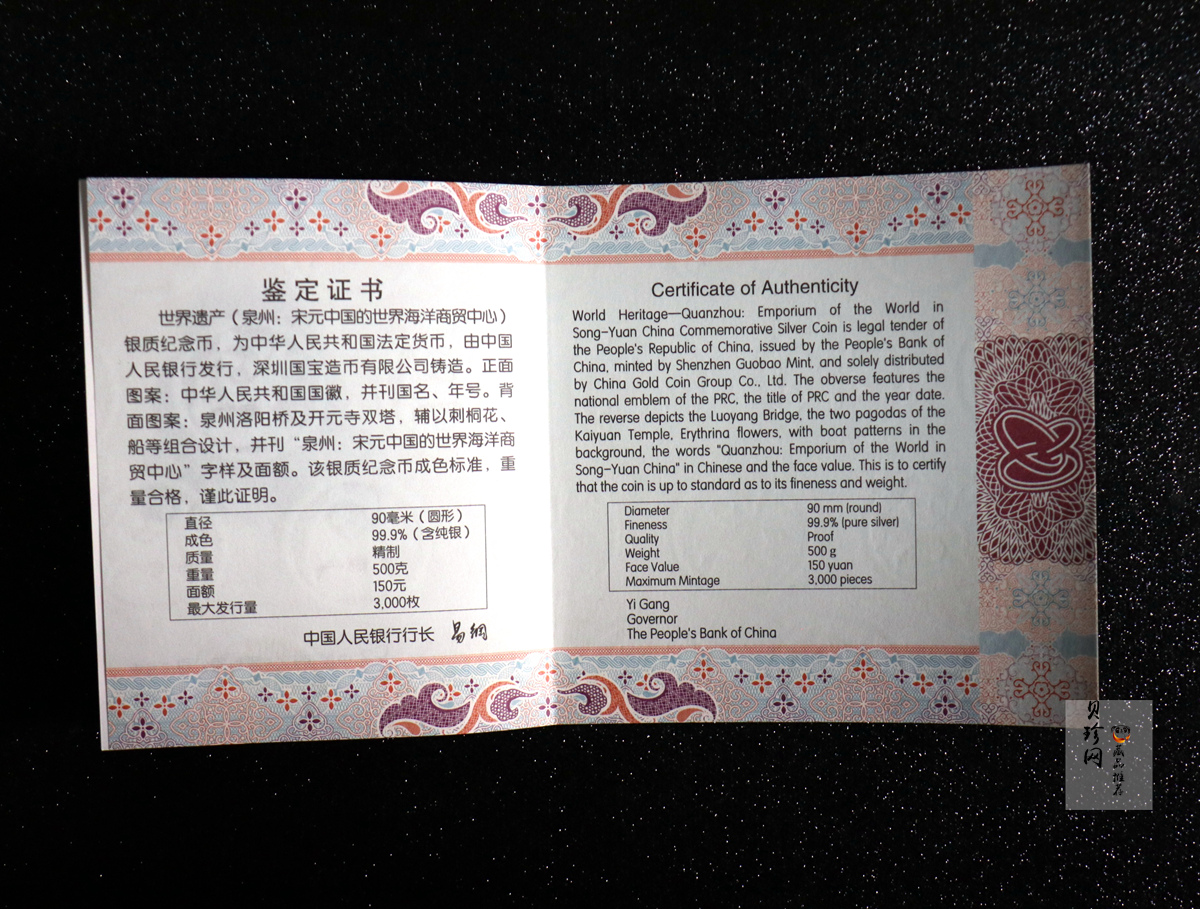 鉴定证书
世界遗产（泉州：宋元中国的世界海洋商贸中心）
银质纪念币，为中华人民共和国法定货币，由中国
人民银行发行，深圳国宝造币有限公司铸造。正面
图案：中华人民共和国国徽，并刊国名、年号。背
面图案：泉州洛阳桥及开元寺双塔，辅以刺桐花、
船等组合设计，并刊“泉州：宋元中国的世界海洋商
贸中心”字样及面额。该银质纪念币成色标准，重
量合格，谨此证明。
直径 90毫米（圆形）
成色 99.9%（含纯银）
质量 精制
重量 500克
面额 150元
最大发行量 3,000枚
中国人民银行行长 易纲
Certificate of Authenticity
World Heritage—Quanzhou: Emporium of the World in
Song-Yuan China Commemorative Silver Coin is legal tender of
the People's Republic of China, issued by the People's Bank of
China, minted by Shenzhen Guobao Mint, and solely distributed
by China Gold Coin Group Co., Ltd. The obverse features the
national emblem of the PRC, the title of PRC and the year date.
The reverse depicts the Luoyang Bridge, the two pagodas of the
Kaiyuan Temple, Erythrina flowers, with boat patterns in the
background, the words "Quanzhou: Emporium of the World in
Song-Yuan China" in Chinese and the face value. This is to certify
that the coin is up to standard as to its fineness and weight.
Diameter 90 mm (round)
Fineness 99.9% (pure silver)
Quality Proof
Weight 500 g
Face Value 150 yuan
Maximum Mintage 3,000 pieces
Yi Gang
Governor
The People's Bank of China
贝珍网
藏品推荐